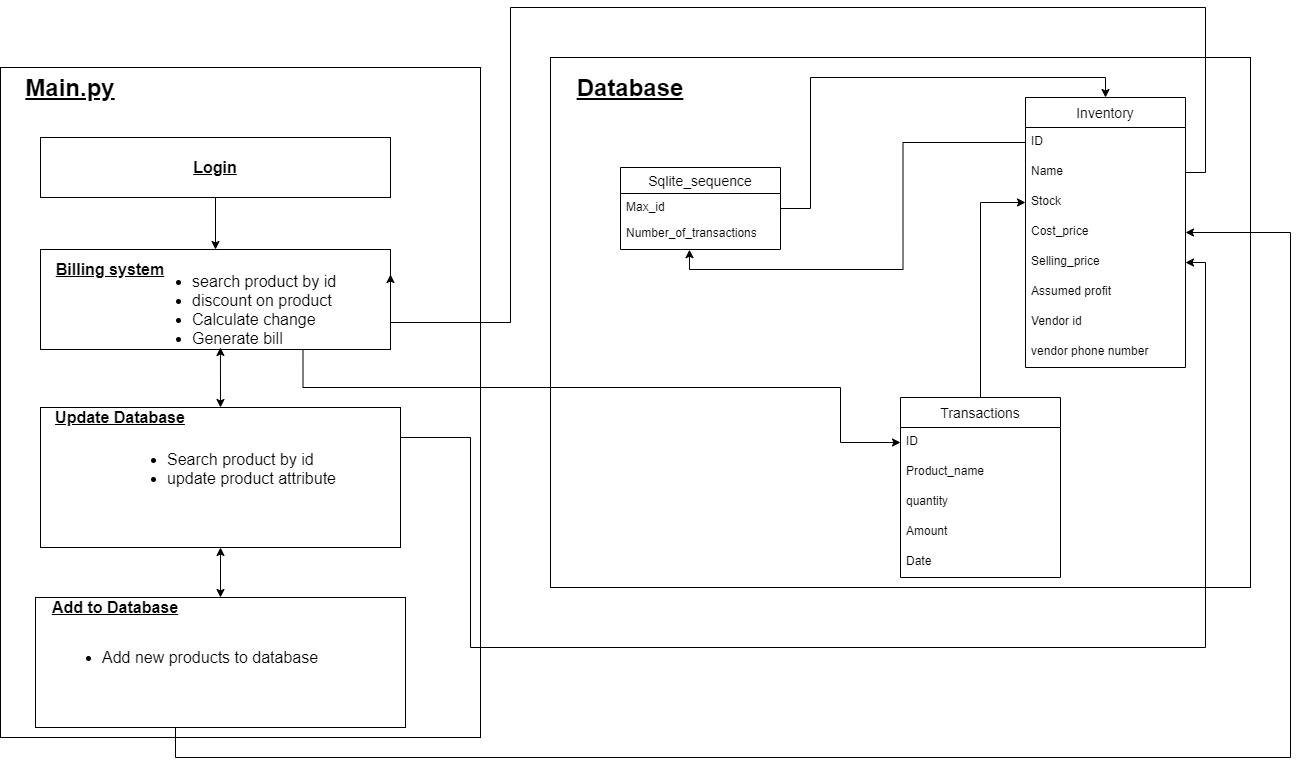 Main.py
Login
Billing system
search product by id
discount on product
Calculate change
Generate bill
Update Database
Search product by id
update product attribute
Add to Database
Add new products to database
Database
Sqlite_sequence
Max_id
Number_of_transactions
Inventory
ID
Name
Stock
Cost_price
Selling_price
Assumed profit
Vendor id
vendor phone number
Transactions
ID
Product_name
quantity
Amount
Date